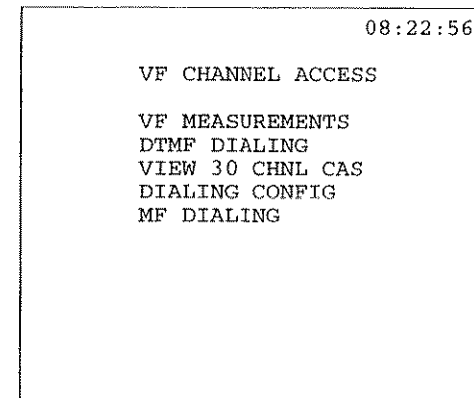 08:22:56
VF CHANNEL ACCESS
VF MEASUREMENTS
DTMF DIALING
VIEW 30 CHNL CAS
DIALING CONFIG
MF DIALING